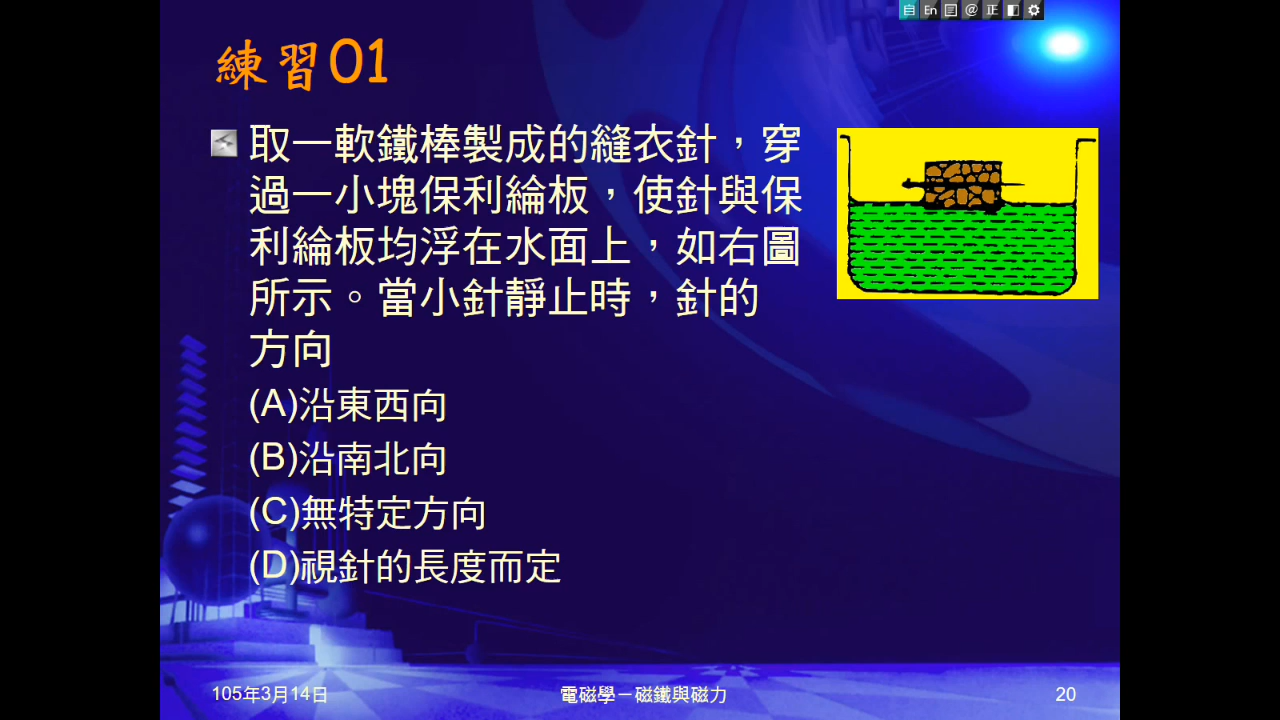 自 En @ 正
練習01
取一軟鐵棒製成的縫衣針，穿
過一小塊保利綸板，使針與保
利綸板均浮在水面上，如右圖
所示。當小針靜止時，針的
方向
(A)沿東西向
(B)沿南北向
(C)無特定方向
(D)視針的長度而定
105年3月14日
電磁學－磁鐵與磁力
20